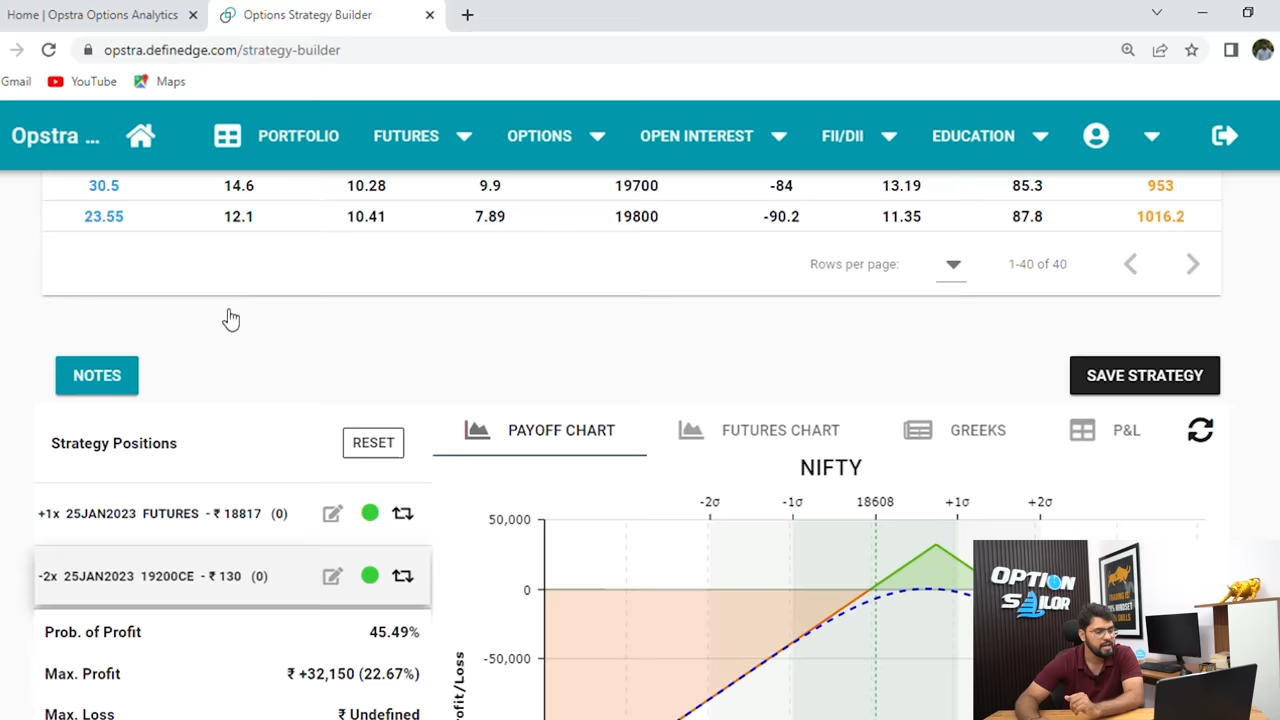 Home | Opstra Options Analytics
Options Strategy Builder
opstra.definedge.com/strategy-builder
Gmail
YouTube
Maps
Opstra ...
PORTFOLIO
FUTURES
OPTIONS
OPEN INTEREST
FII/DII
EDUCATION
30.5 14.6 10.28 9.9 19700 -84 13.19 85.3 953
23.55 12.1 10.41 7.89 19800 -90.2 11.35 87.8 1016.2
Rows per page:
1-40 of 40
NOTES
SAVE STRATEGY
Strategy Positions
RESET
PAYOFF CHART
FUTURES CHART
GREEKS
P&L
NIFTY
-2σ -1σ 18608 +1σ +2σ
+1x 25JAN2023 FUTURES - ₹ 18817 (0)
-2x 25JAN2023 19200CE - ₹ 130 (0)
Prob. of Profit 45.49%
Max. Profit ₹ +32,150 (22.67%)
Max. Loss ₹ Undefined
50,000
0
-50,000
Profit/Loss
OPTION
SAILOR